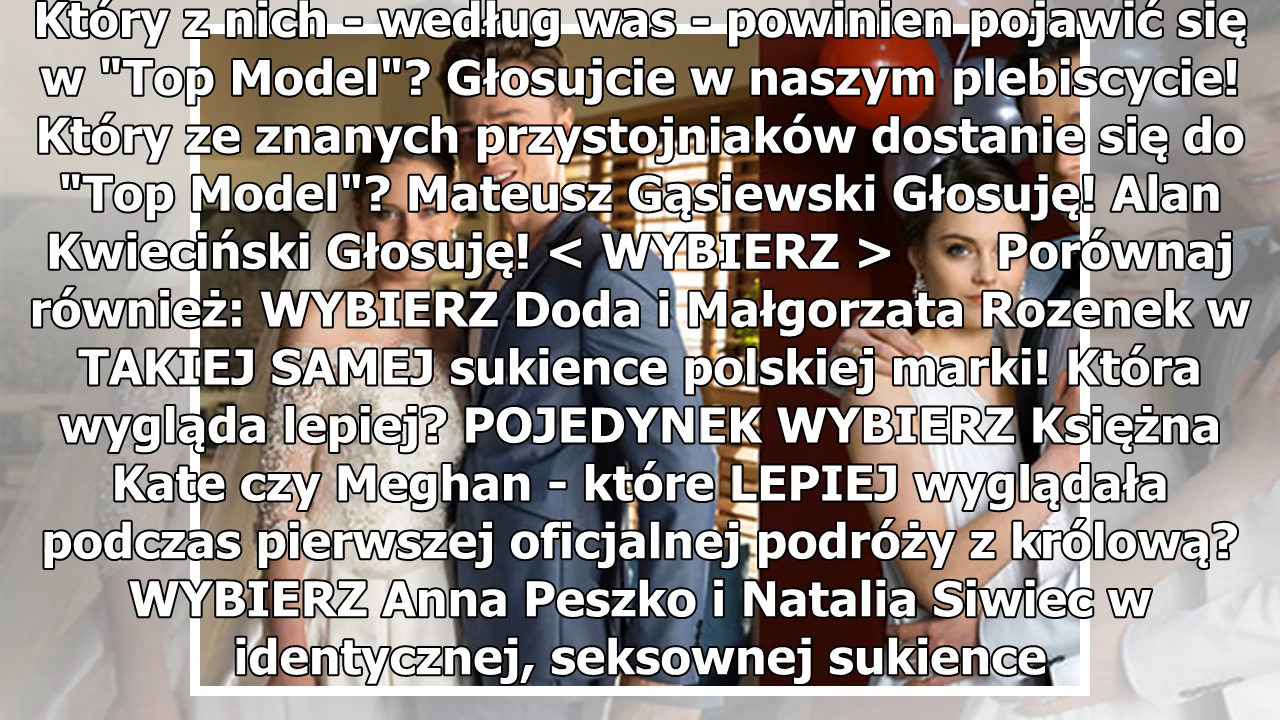 Który z nich - według was - powinien pojawić się
w "Top Model"? Głosujcie w naszym plebiscycie!
Który ze znanych przystojniaków dostanie się do
"Top Model"? Mateusz Gąsiewski Głosuję! Alan
Kwieciński Głosuję! < WYBIERZ > Porównaj
również: WYBIERZ Doda i Małgorzata Rozenek w
TAKIEJ SAMEJ sukience polskiej marki! Która
wygląda lepiej? POJEDYNEK WYBIERZ Księżna
Kate czy Meghan - które LEPIEJ wyglądała
podczas pierwszej oficjalnej podróży z królową?
WYBIERZ Anna Peszko i Natalia Siwiec w
identycznej, seksownej sukience